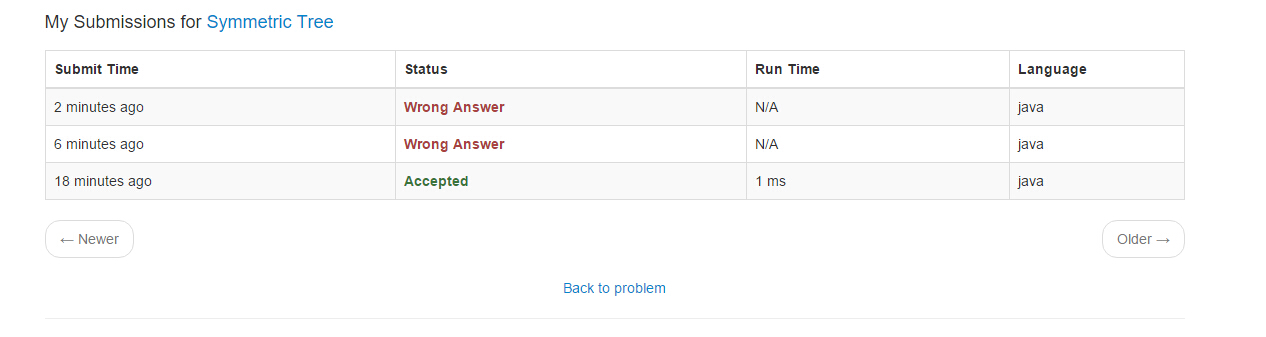 My Submissions for Symmetric Tree
Submit Time Status Run Time Language
2 minutes ago Wrong Answer N/A java
6 minutes ago Wrong Answer N/A java
18 minutes ago Accepted 1 ms java
← Newer Older →
Back to problem